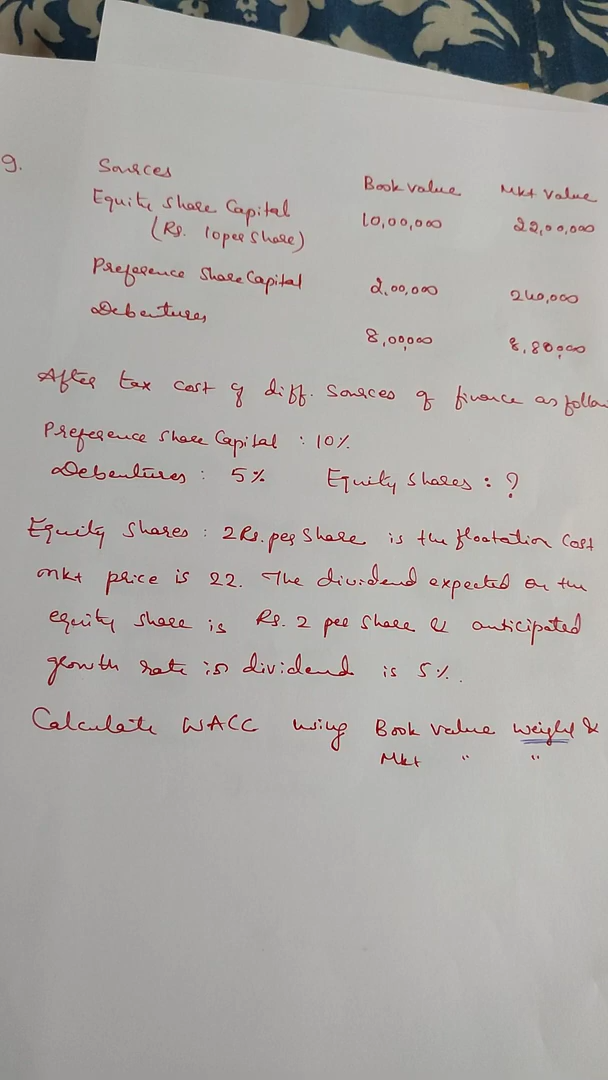 9. Sources Book value Mkt value
Equity Share Capital 10,00,000 22,00,000
(Rs. 10 per share)
Preference Share Capital 2,00,000 240,000
Debentures 8,00,000 8,80,000
After tax cost of diff. sources of finance as follo
Preference Share Capital : 10%
Debentures : 5% Equity Shares : ?
Equity Shares : 2 Rs. per Share is the floatation cost
mkt price is 22. The dividend expected on the
equity share is Rs. 2 per share & anticipated
growth rate is dividend is 5%.
Calculate WACC using Book value weight &
Mkt " "